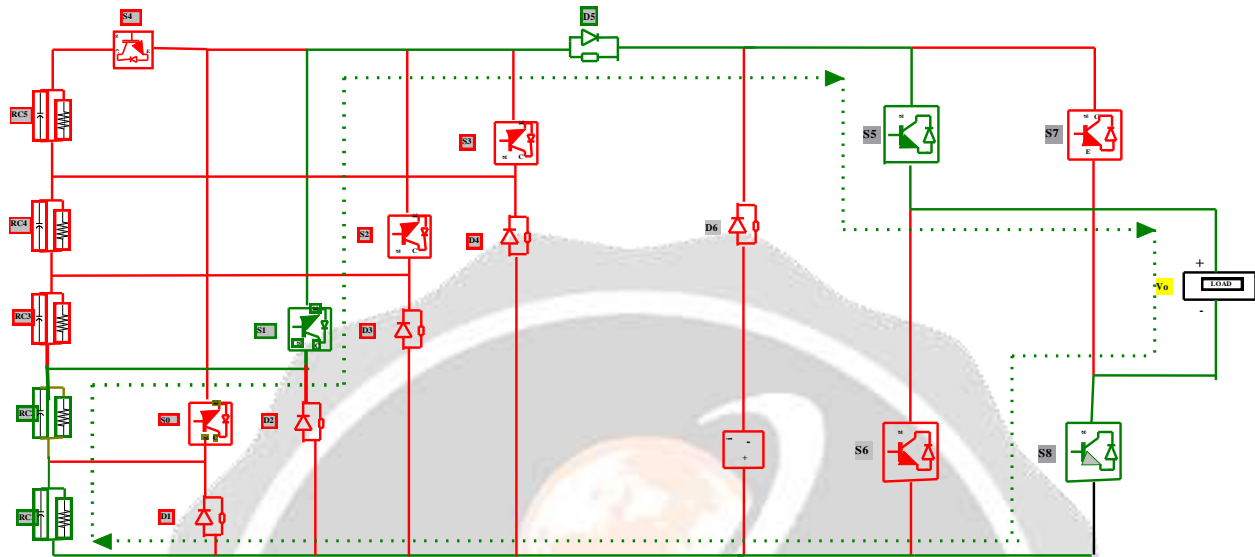 S4
D5
RC5
S3
S5
S7
C
E
C
RC4
S2
D4
D6
C
+
Vo
LOAD
-
RC3
S1
D3
RC
S0
D2
-
+
S6
S8
RC
D1